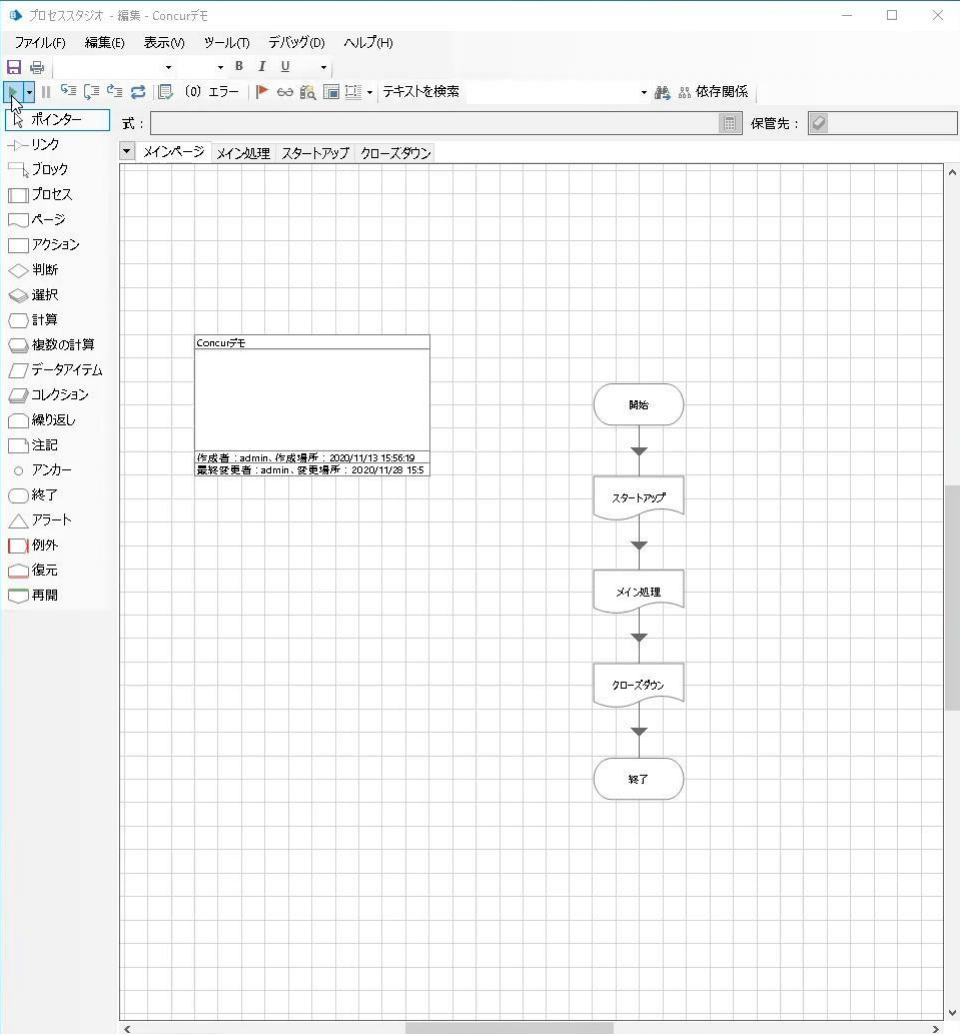 プロセススタジオ - 編集 - Concurデモ
ファイル(F) 編集(E) 表示(V) ツール(T) デバッグ(D) ヘルプ(H)
B I U
(0) エラー テキストを検索 依存関係
ポインター
式 : 保管先 :
リンク
メインページ メイン処理 スタートアップ クローズダウン
ブロック
プロセス
ページ
アクション
判断
選択
計算
複数の計算
データアイテム
コレクション
繰り返し
注記
アンカー
終了
アラート
例外
復元
再開
Concurデモ
作成者 : admin、作成場所 : 2020/11/13 15:56:19
最終変更者 : admin、変更場所 : 2020/11/28 15:5
開始
スタートアップ
メイン処理
クローズダウン
終了